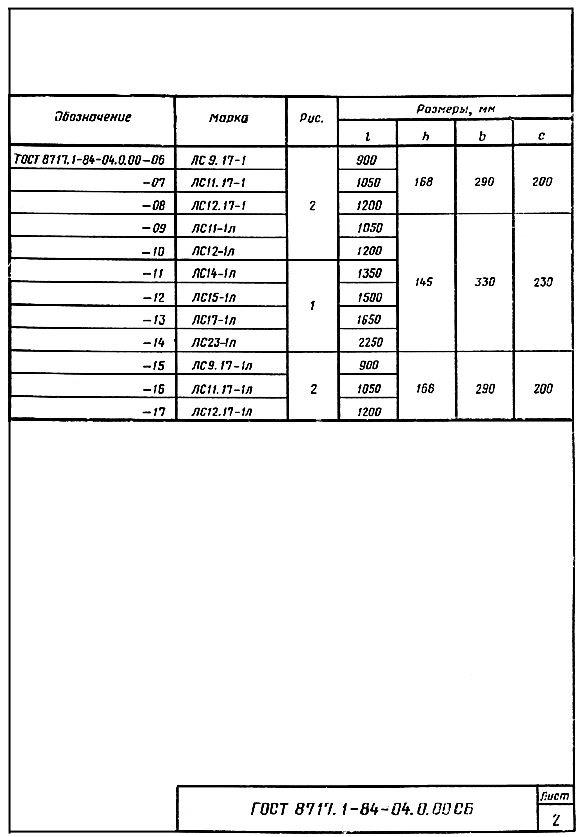 Обозначение Марка Рис. Размеры, мм
l h b c
ГОСТ 8717.1-84-04.0.00-06 ЛС 9.17-1 2 900 168 290 200
-07 ЛС11.17-1 1050
-08 ЛС12.17-1 1200
-09 ЛС11-1л 1050 145 330 230
-10 ЛС12-1л 1200
-11 ЛС14-1л 1 1350
-12 ЛС15-1л 1500
-13 ЛС17-1л 1650
-14 ЛС23-1л 2250
-15 ЛС9.17-1л 2 900 168 290 200
-16 ЛС11.17-1л 1050
-17 ЛС12.17-1л 1200
ГОСТ 8717.1-84-04.0.00СБ
Лист
2